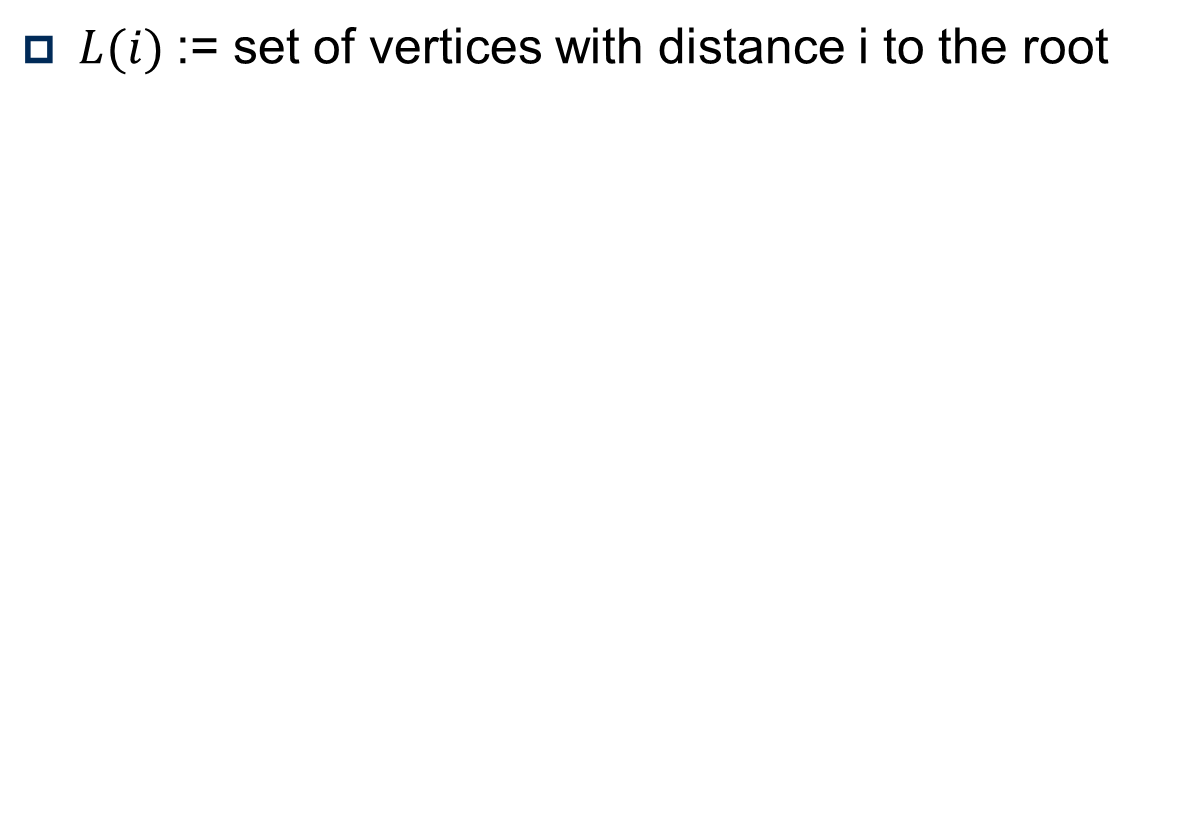 L(i) := set of vertices with distance i to the root